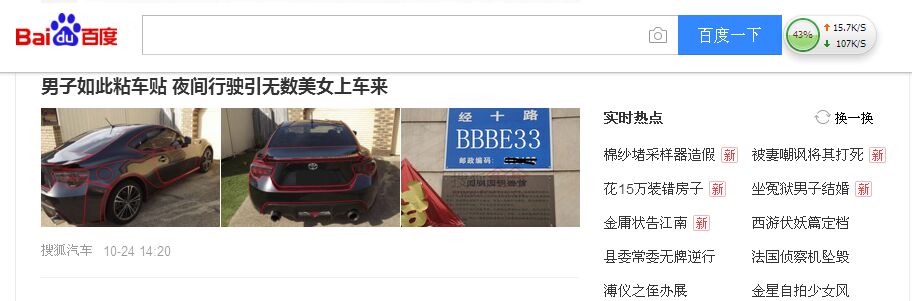 Bai du 百度
百度一下
43%
15.7K/S
107K/S
男子如此粘车贴 夜间行驶引无数美女上车来
经十路
BBBE33
邮政编码:
搜狐汽车 10-24 14:20
实时热点
换一换
棉纱堵采样器造假 新
被妻嘲讽将其打死 新
花15万装错房子 新
坐冤狱男子结婚 新
金庸状告江南 新
西游伏妖篇定档
县委常委无牌逆行
法国侦察机坠毁
溥仪之侄办展
金星自拍少女风